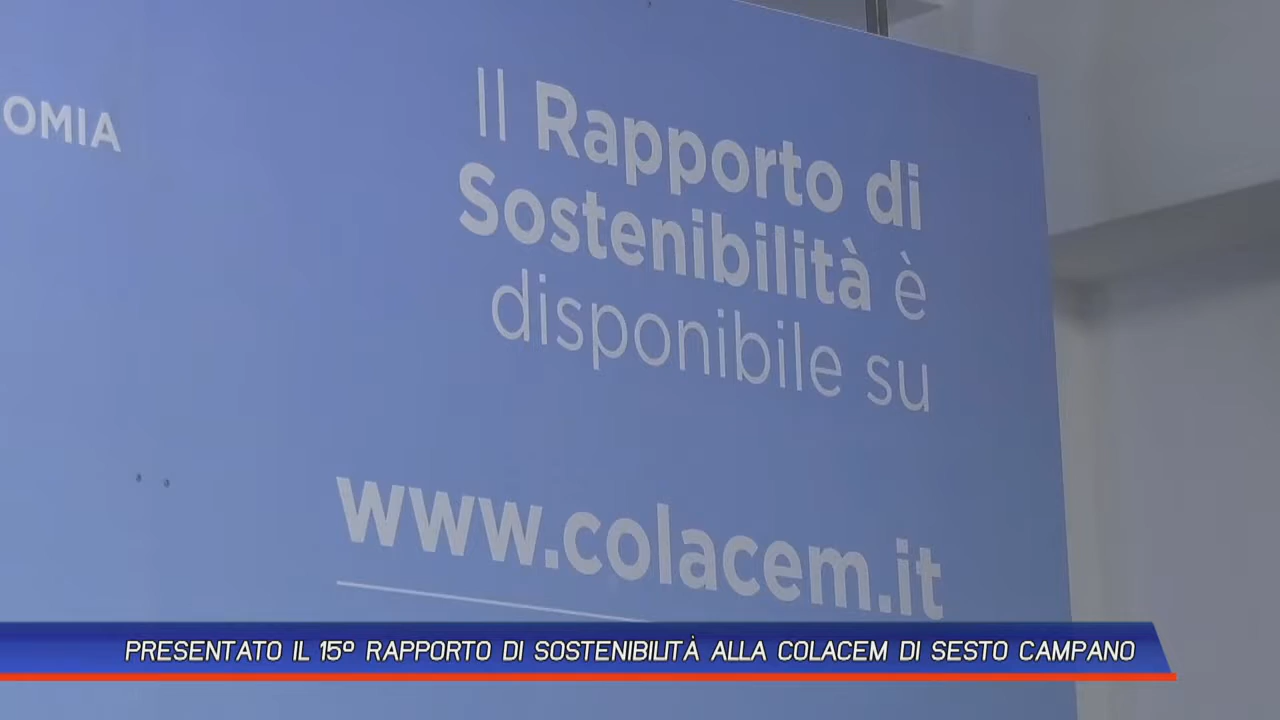 OMIA
Il Rapporto di
Sostenibilità è
disponibile su
www.colacem.it
PRESENTATO IL 15º RAPPORTO DI SOSTENIBILITÀ ALLA COLACEM DI SESTO CAMPANO